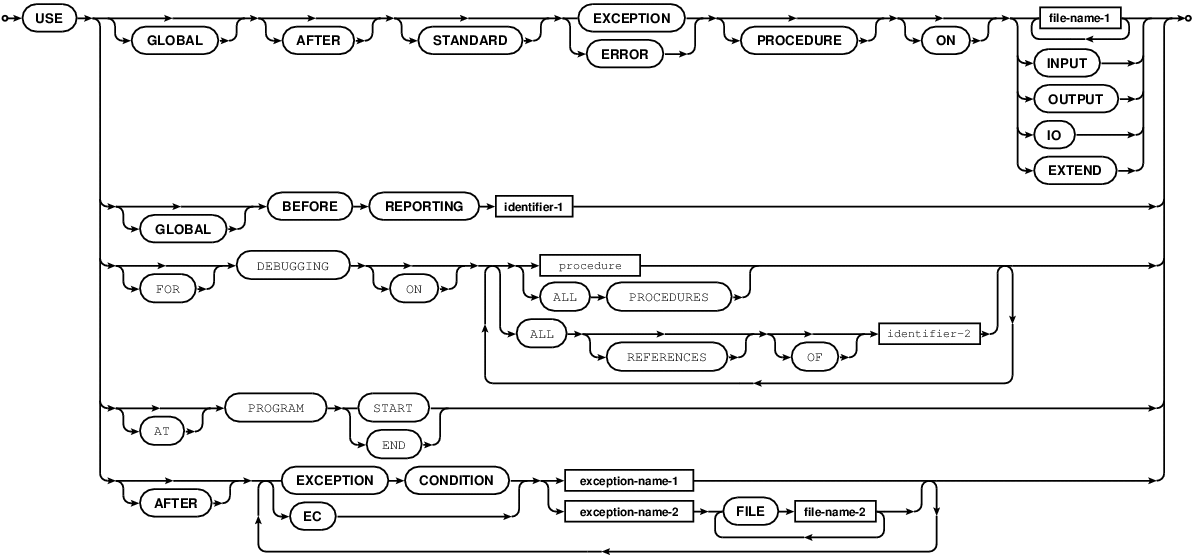 USE EXCEPTION file-name-1
GLOBAL AFTER STANDARD ERROR PROCEDURE ON
INPUT
OUTPUT
IO
EXTEND
BEFORE REPORTING identifier-1
GLOBAL
DEBUGGING procedure
FOR ON ALL PROCEDURES
ALL identifier-2
REFERENCES OF
PROGRAM START
AT END
EXCEPTION CONDITION exception-name-1
AFTER EC exception-name-2 FILE file-name-2